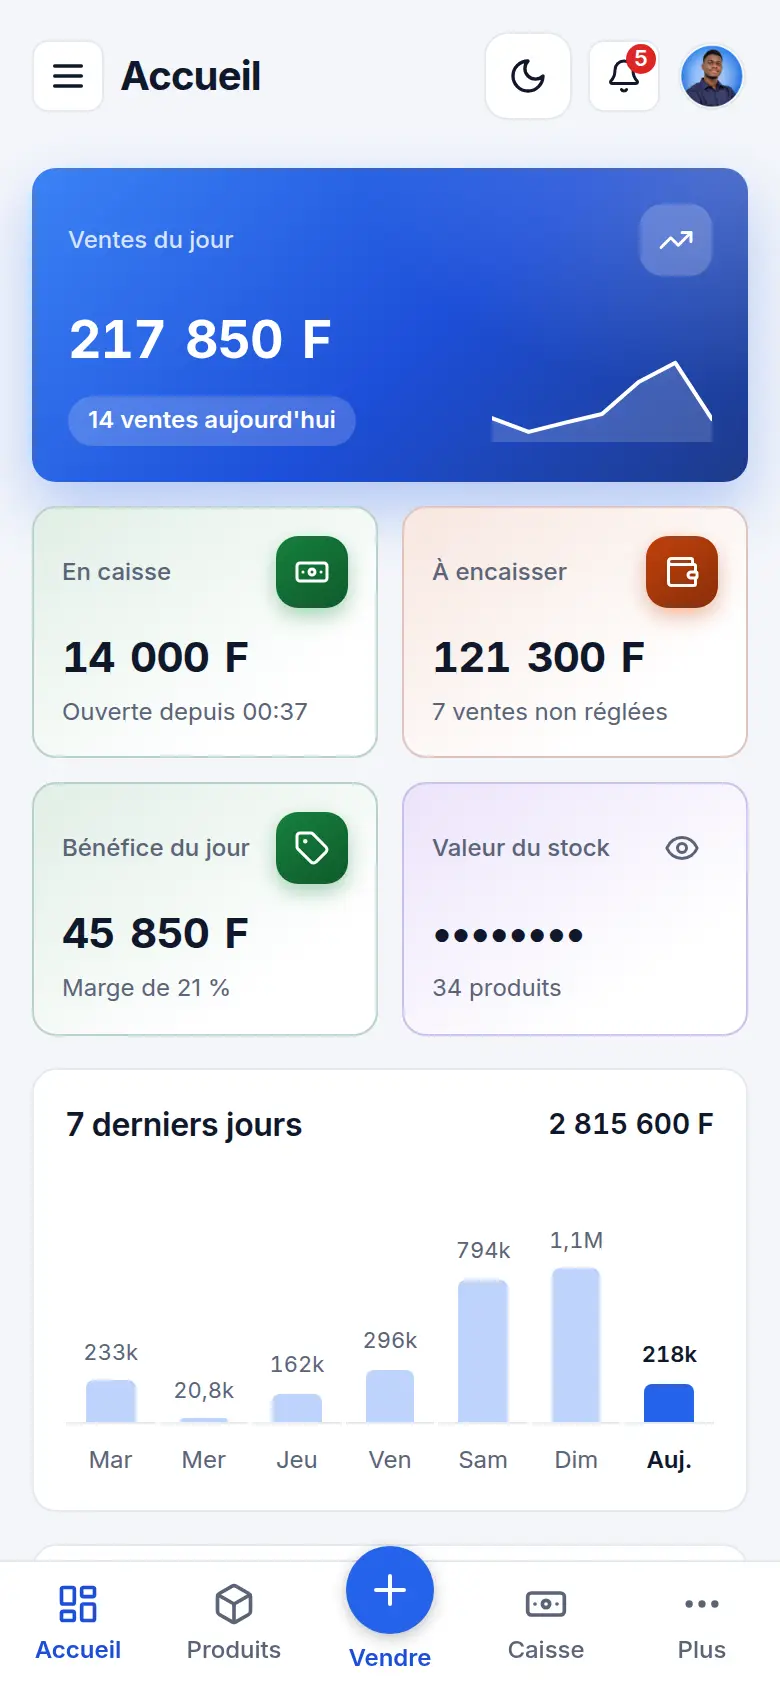 Accueil
5
Ventes du jour
217 850 F
14 ventes aujourd'hui
En caisse
14 000 F
Ouverte depuis 00:37
À encaisser
121 300 F
7 ventes non réglées
Bénéfice du jour
45 850 F
Marge de 21 %
Valeur du stock
••••••••
34 produits
7 derniers jours
2 815 600 F
233k
20,8k
162k
296k
794k
1,1M
218k
Mar
Mer
Jeu
Ven
Sam
Dim
Auj.
Accueil
Produits
Vendre
Caisse
Plus